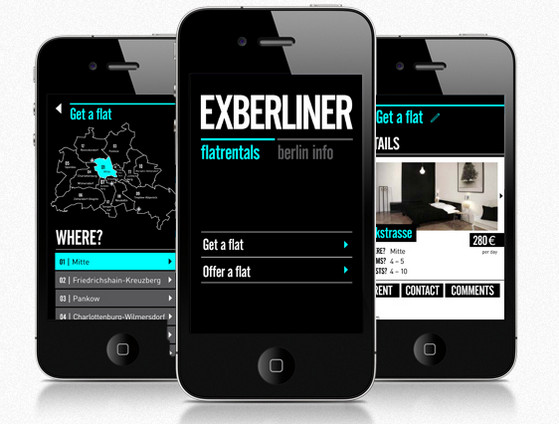 Get a flat
WHERE?
01 | Mitte
02 | Friedrichshain-Kreuzberg
03 | Pankow
04 | Charlottenburg-Wilmersdorf
EXBERLINER
flatrentals berlin info
Get a flat
Offer a flat
Get a flat
TAILS
kstrasse
280 €
per day
RE? Mitte
MS? 4 – 5
STS? 4 – 10
RENT CONTACT COMMENTS